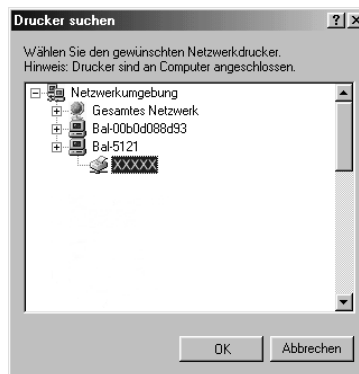 Drucker suchen
Wählen Sie den gewünschten Netzwerkdrucker.
Hinweis: Drucker sind an Computer angeschlossen.
Netzwerkumgebung
Gesamtes Netzwerk
Bal-00b0d088d93
Bal-5121
XXXXX
OK
Abbrechen